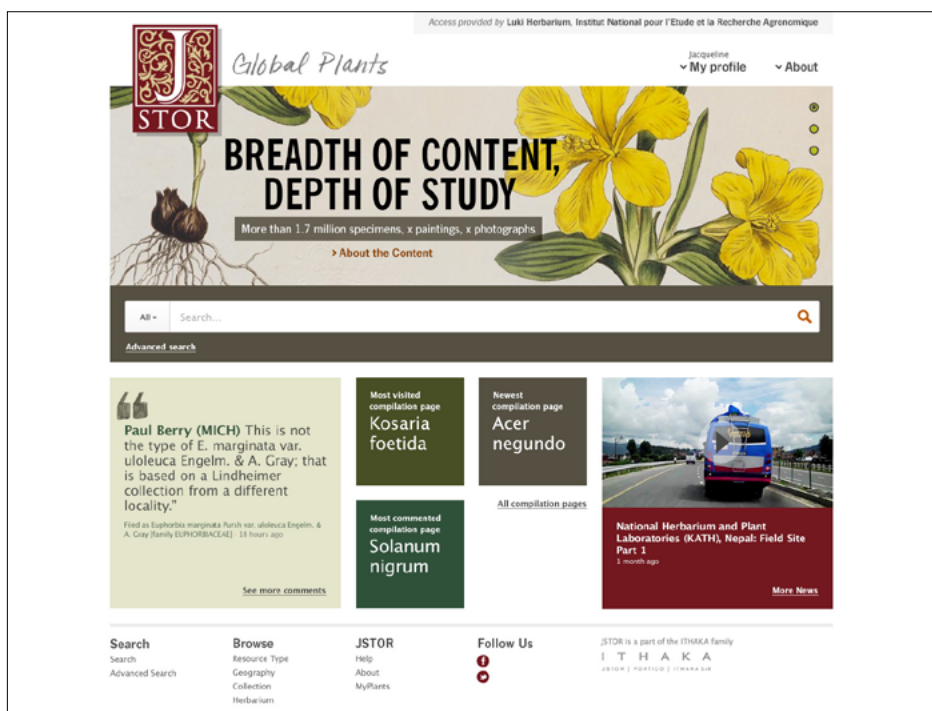 Access provided by Luki Herbarium, Institut National pour l'Etude et la Recherche Agronomique
J
STOR
Global Plants
Jacqueline
My profile
About
BREADTH OF CONTENT,
DEPTH OF STUDY
More than 1.7 million specimens, x paintings, x photographs
> About the Content
All
Search...
Advanced search
Paul Berry (MICH) This is not
the type of E. marginata var.
uloleuca Engelm. & A. Gray; that
is based on a Lindheimer
collection from a different
locality."
Filed as Euphorbia marginata Pursh var. uloleuca Engelm. &
A. Gray [family EUPHORBIACEAE] - 18 hours ago
See more comments
Most visited
compilation page
Kosaria
foetida
Most commented
compilation page
Solanum
nigrum
Newest
compilation page
Acer
negundo
All compilation pages
National Herbarium and Plant
Laboratories (KATH), Nepal: Field Site
Part 1
1 month ago
More News
Search
Search
Advanced Search
Browse
Resource Type
Geography
Collection
Herbarium
JSTOR
Help
About
MyPlants
Follow Us
JSTOR is a part of the ITHAKA family
ITHAKA
JSTOR | PORTICO | ITHAKA S+R